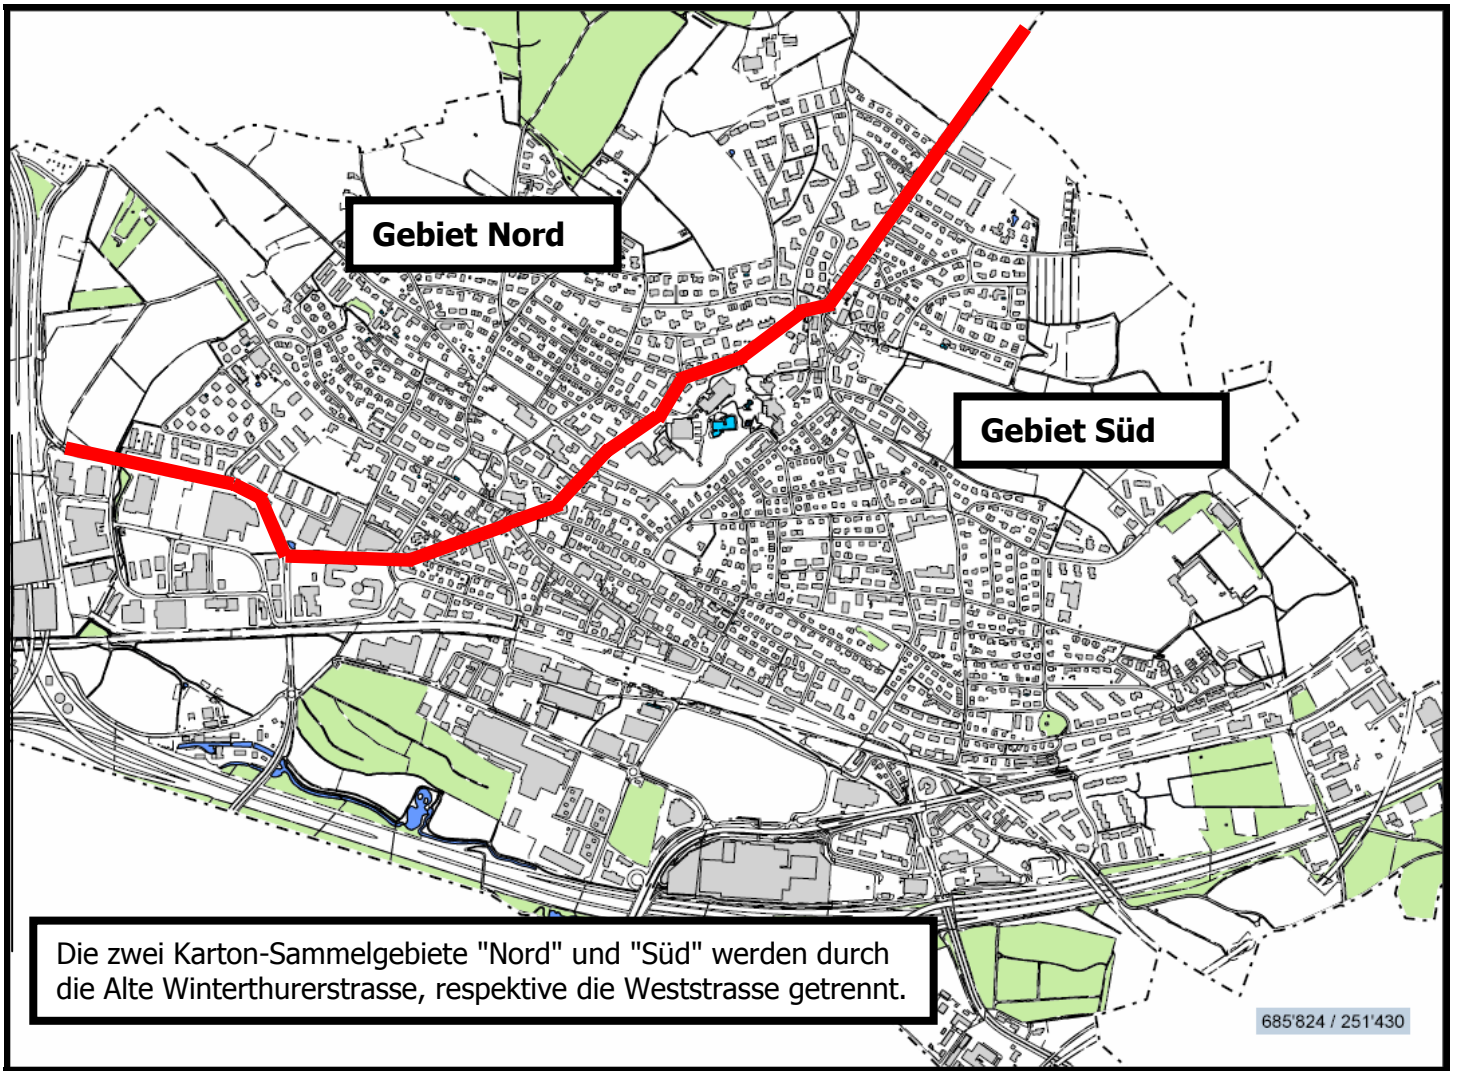 Gebiet Nord
Gebiet Süd
Die zwei Karton-Sammelgebiete "Nord" und "Süd" werden durch
die Alte Winterthurerstrasse, respektive die Weststrasse getrennt.
685'824 / 251'430